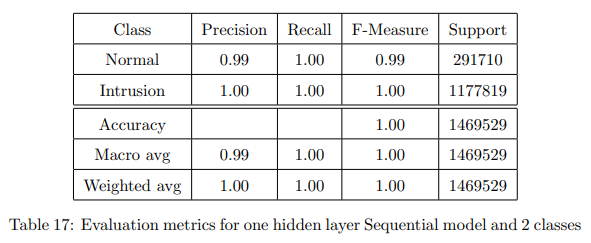 Class Precision Recall F-Measure Support
Normal 0.99 1.00 0.99 291710
Intrusion 1.00 1.00 1.00 1177819
Accuracy 1.00 1469529
Macro avg 0.99 1.00 1.00 1469529
Weighted avg 1.00 1.00 1.00 1469529
Table 17: Evaluation metrics for one hidden layer Sequential model and 2 classes